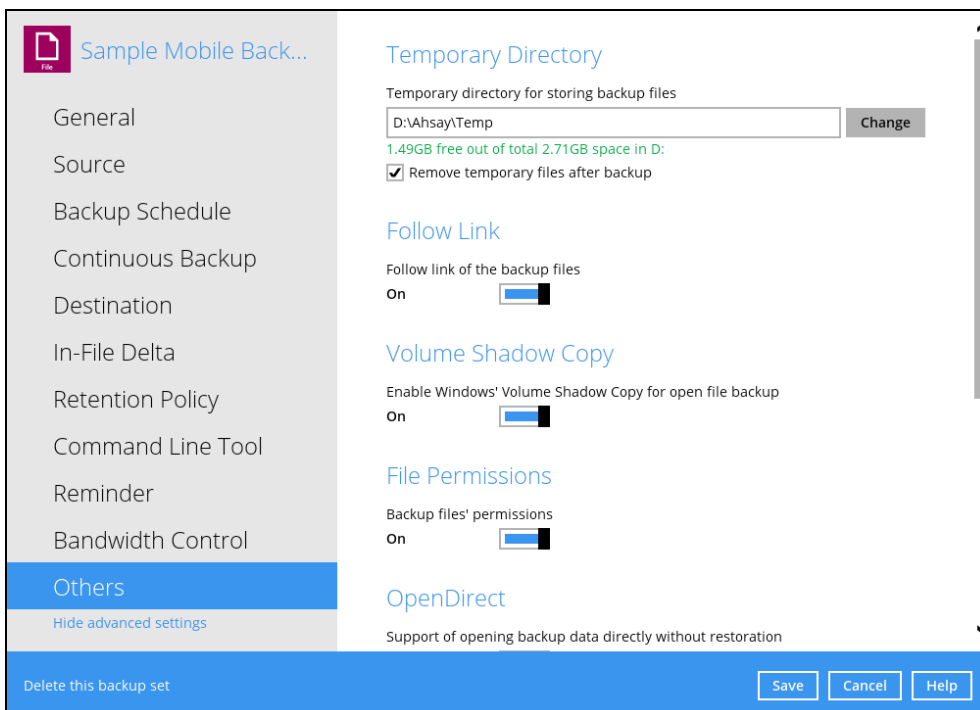 File
Sample Mobile Back...
General
Source
Backup Schedule
Continuous Backup
Destination
In-File Delta
Retention Policy
Command Line Tool
Reminder
Bandwidth Control
Others
Hide advanced settings
Temporary Directory
Temporary directory for storing backup files
D:\Ahsay\Temp
Change
1.49GB free out of total 2.71GB space in D:
Remove temporary files after backup
Follow Link
Follow link of the backup files
On
Volume Shadow Copy
Enable Windows' Volume Shadow Copy for open file backup
On
File Permissions
Backup files' permissions
On
OpenDirect
Support of opening backup data directly without restoration
Delete this backup set
Save
Cancel
Help